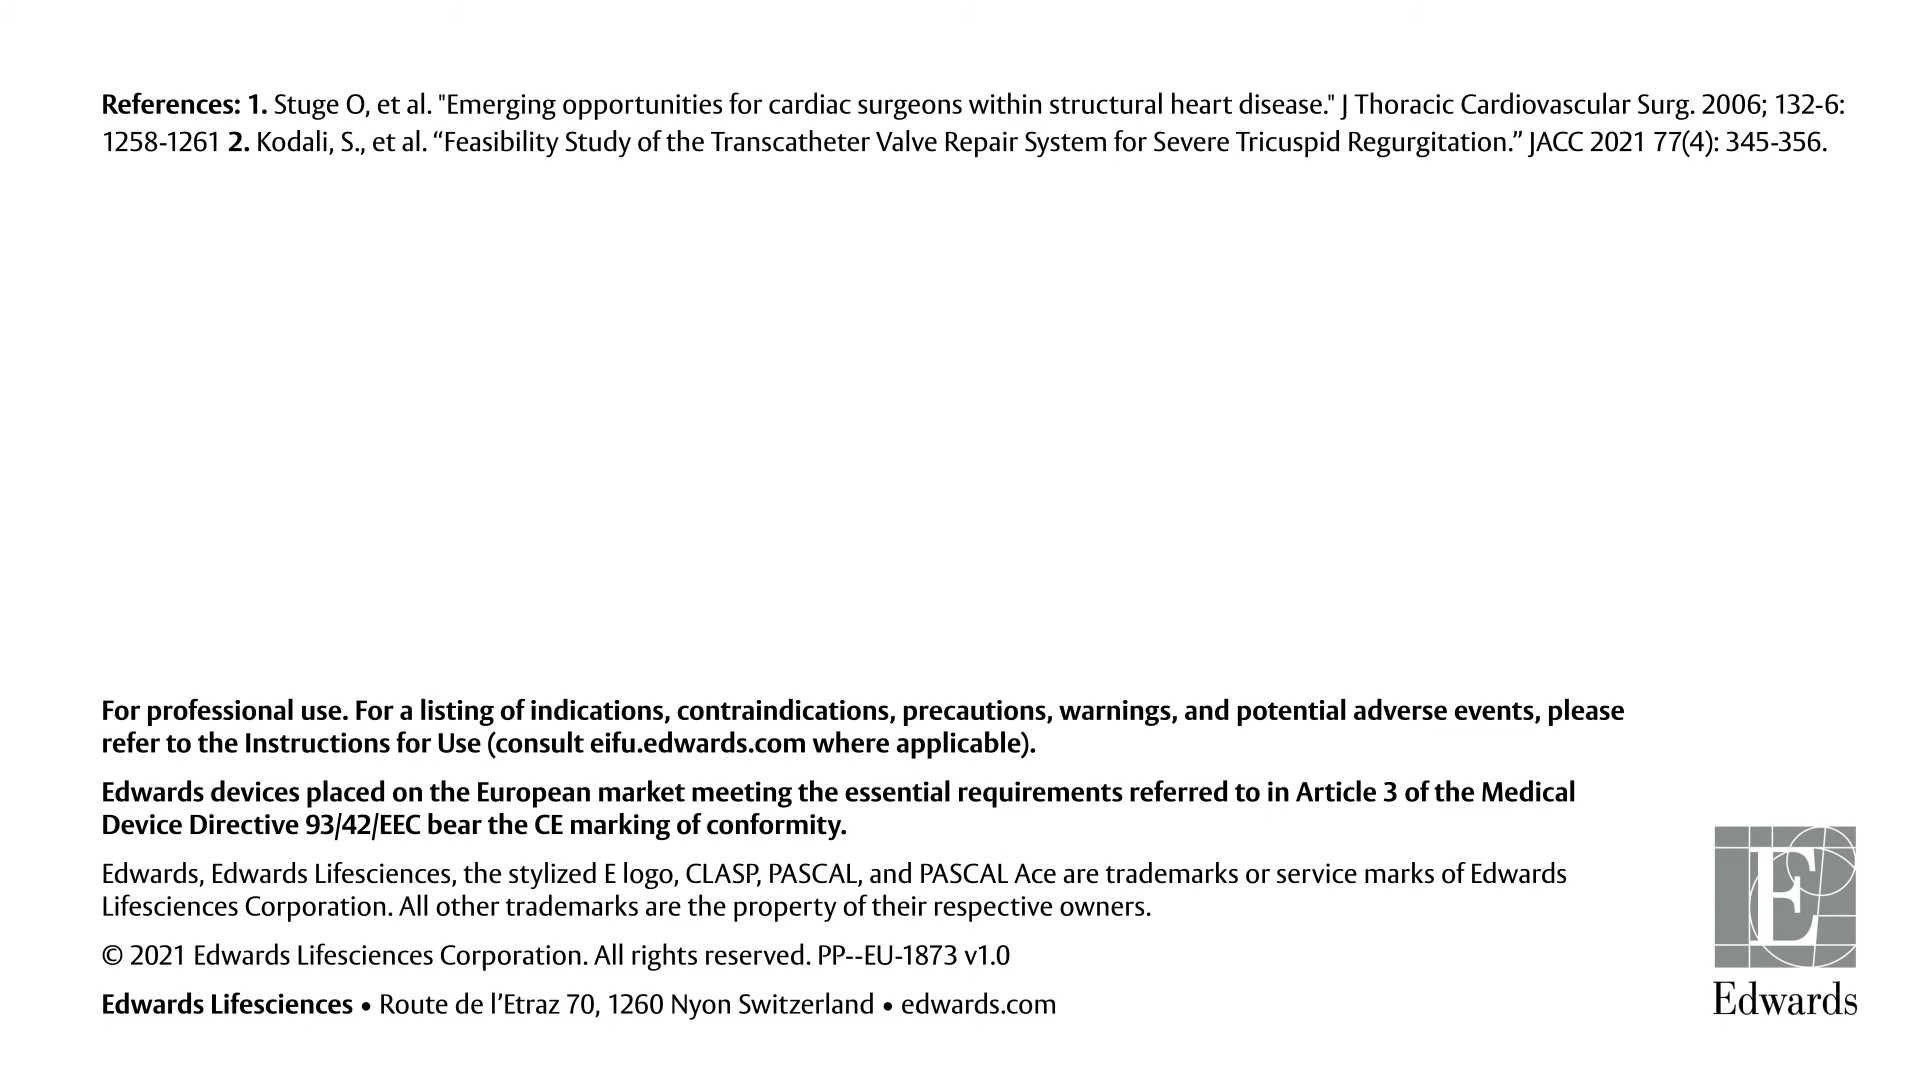 References: 1. Stuge O, et al. "Emerging opportunities for cardiac surgeons within structural heart disease." J Thoracic Cardiovascular Surg. 2006; 132-6:
1258-1261 2. Kodali, S., et al. “Feasibility Study of the Transcatheter Valve Repair System for Severe Tricuspid Regurgitation.” JACC 2021 77(4): 345-356.
For professional use. For a listing of indications, contraindications, precautions, warnings, and potential adverse events, please
refer to the Instructions for Use (consult eifu.edwards.com where applicable).
Edwards devices placed on the European market meeting the essential requirements referred to in Article 3 of the Medical
Device Directive 93/42/EEC bear the CE marking of conformity.
Edwards, Edwards Lifesciences, the stylized E logo, CLASP, PASCAL, and PASCAL Ace are trademarks or service marks of Edwards
Lifesciences Corporation. All other trademarks are the property of their respective owners.
© 2021 Edwards Lifesciences Corporation. All rights reserved. PP--EU-1873 v1.0
Edwards Lifesciences • Route de l’Etraz 70, 1260 Nyon Switzerland • edwards.com
E
Edwards